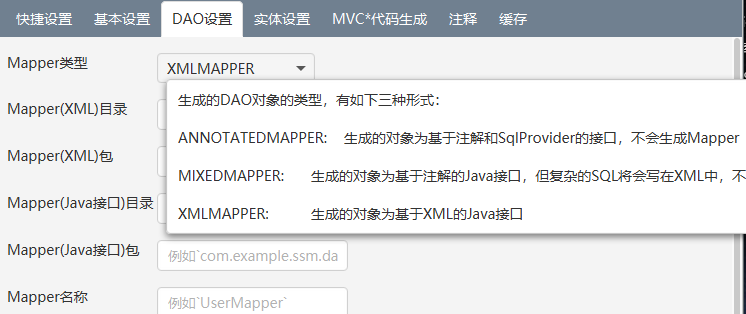 快捷设置 基本设置 DAO设置 实体设置 MVC*代码生成 注释 缓存
Mapper类型 XMLMAPPER
生成的DAO对象的类型，有如下三种形式：
Mapper(XML)目录
ANNOTATEDMAPPER: 生成的对象为基于注解和SqlProvider的接口，不会生成Mapper
Mapper(XML)包
MIXEDMAPPER: 生成的对象为基于注解的Java接口，但复杂的SQL将会写在XML中，不
Mapper(Java接口)目录
XMLMAPPER: 生成的对象为基于XML的Java接口
Mapper(Java接口)包 例如`com.example.ssm.da
Mapper名称 例如`UserMapper`